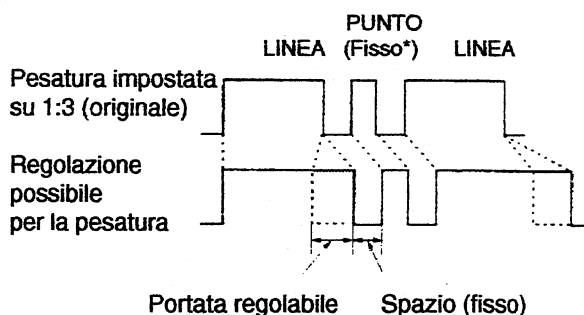 PUNTO
LINEA (Fisso*) LINEA
Pesatura impostata
su 1:3 (originale)
Regolazione
possibile
per la pesatura
Portata regolabile Spazio (fisso)